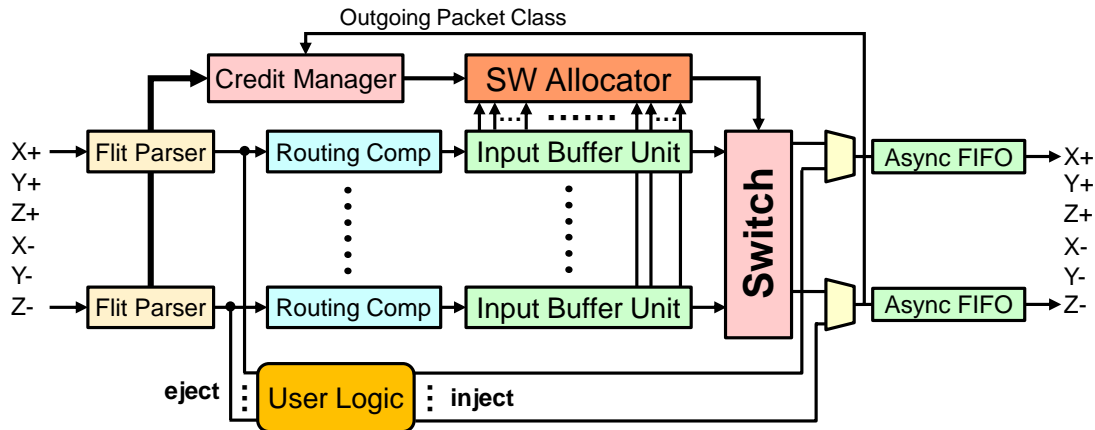 Outgoing Packet Class
Credit Manager
SW Allocator
X+
Flit Parser
Routing Comp
Input Buffer Unit
Async FIFO
X+
Y+
Z+
X-
Y-
Switch
Y+
Z+
X-
Y-
Z-
Flit Parser
Routing Comp
Input Buffer Unit
Async FIFO
Z-
eject
User Logic
inject